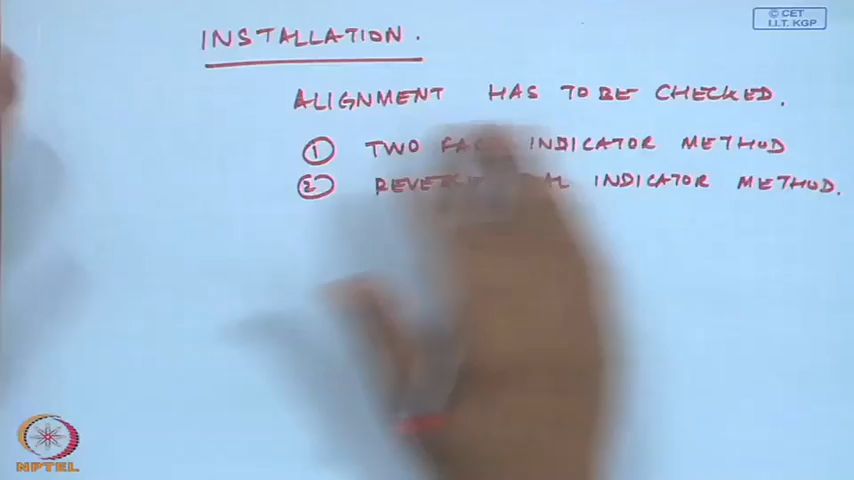 © CET
I.I.T. KGP
INSTALLATION.
ALIGNMENT HAS TO BE CHECKED.
① TWO INDICATOR METHOD
② INDICATOR METHOD.
NPTEL